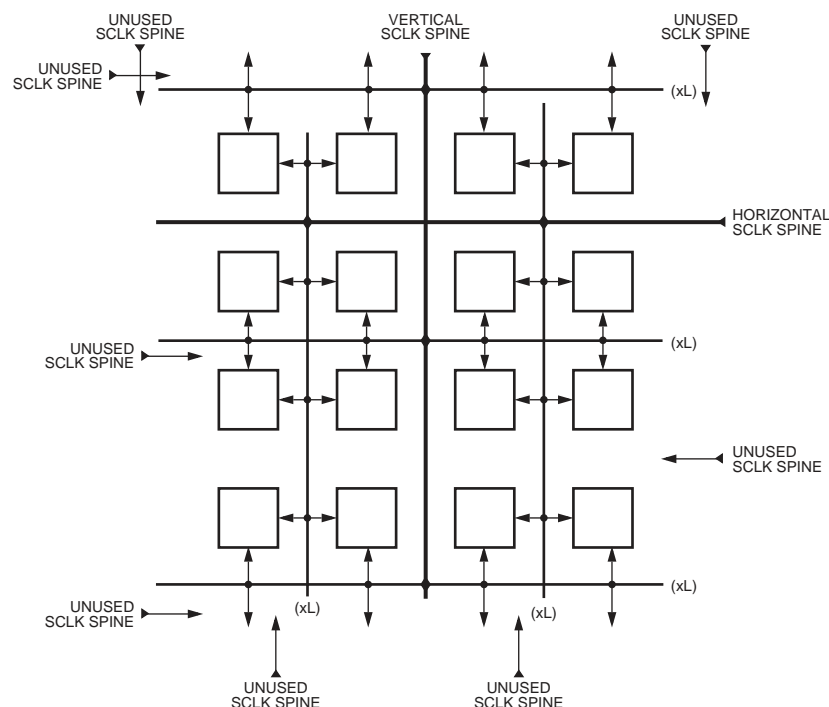 UNUSED
SCLK SPINE
VERTICAL
SCLK SPINE
UNUSED
SCLK SPINE
UNUSED
SCLK SPINE
(xL)
HORIZONTAL
SCLK SPINE
UNUSED
SCLK SPINE
(xL)
UNUSED
SCLK SPINE
UNUSED
SCLK SPINE
(xL)
(xL)
(xL)
UNUSED
SCLK SPINE
UNUSED
SCLK SPINE